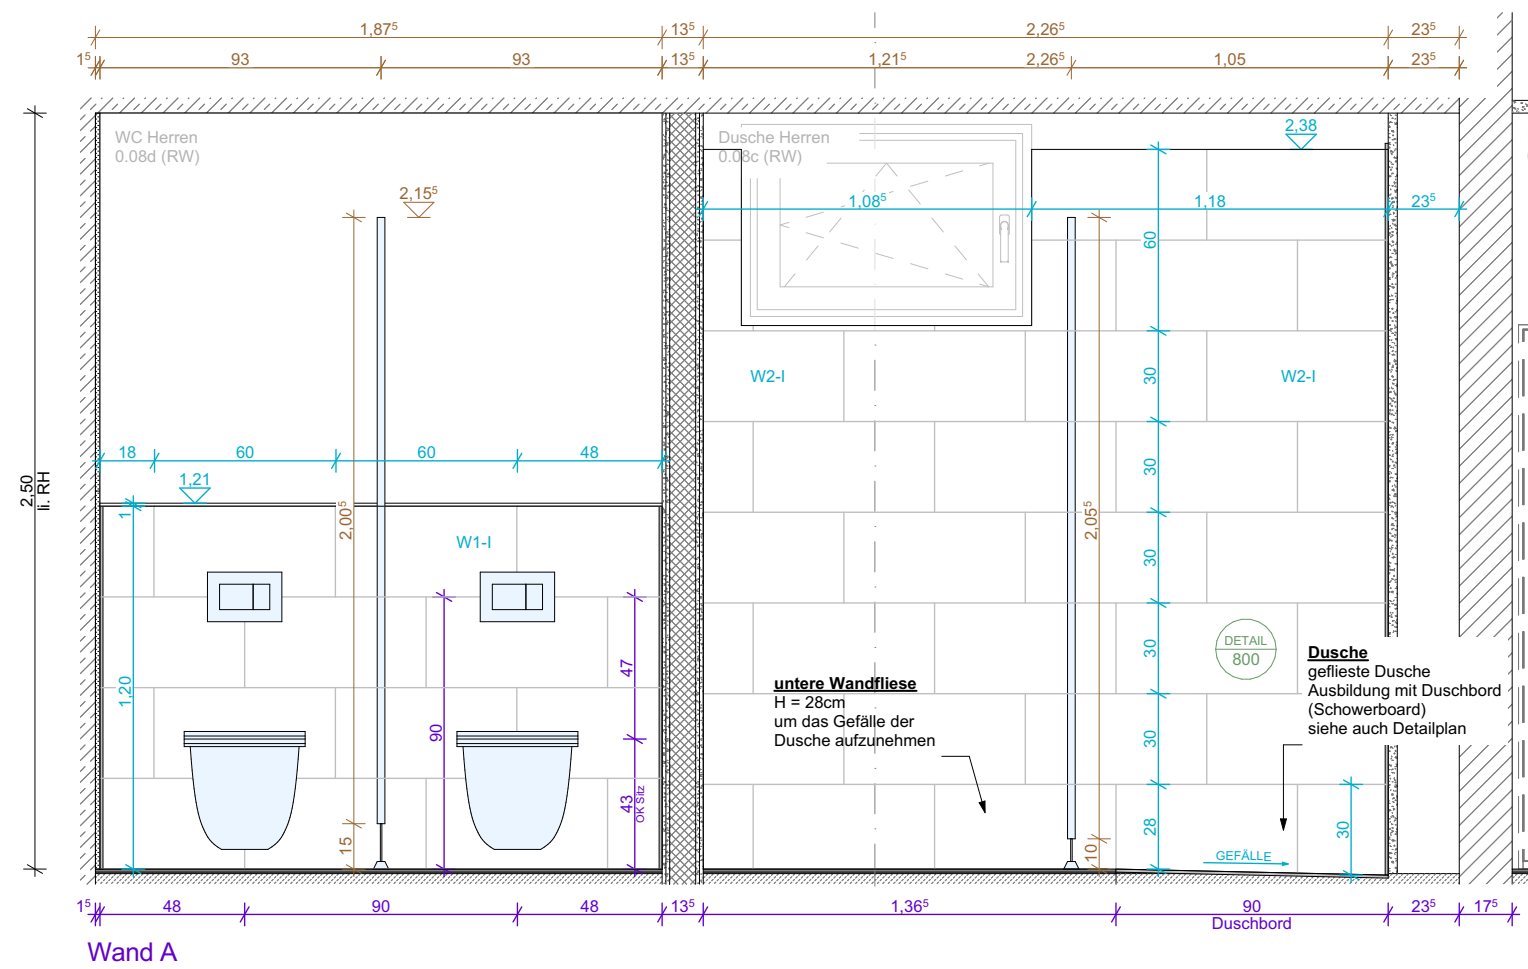 1,87⁵ 13⁵ 2,26⁵ 23⁵
1⁵ 93 93 13⁵ 1,21⁵ 2,26⁵ 1,05 23⁵
WC Herren
0.08d (RW)
Dusche Herren
0.08c (RW)
2,38
2,15⁵
1,08⁵ 1,18 23⁵
60
W2-I W2-I
30
18 60 60 48
30
2,50
li. RH
1,21
1
2,00⁵
2,05⁵
W1-I
30
DETAIL
800
30
47
1,20
90
untere Wandfliese
H = 28cm
um das Gefälle der
Dusche aufzunehmen
Dusche
geflieste Dusche
Ausbildung mit Duschbord
(Schowerboard)
siehe auch Detailplan
30
43
OK Sitz
15
10
28
30
GEFÄLLE
1⁵ 48 90 48 13⁵ 1,36⁵ 90 23⁵ 17⁵
Duschbord
Wand A